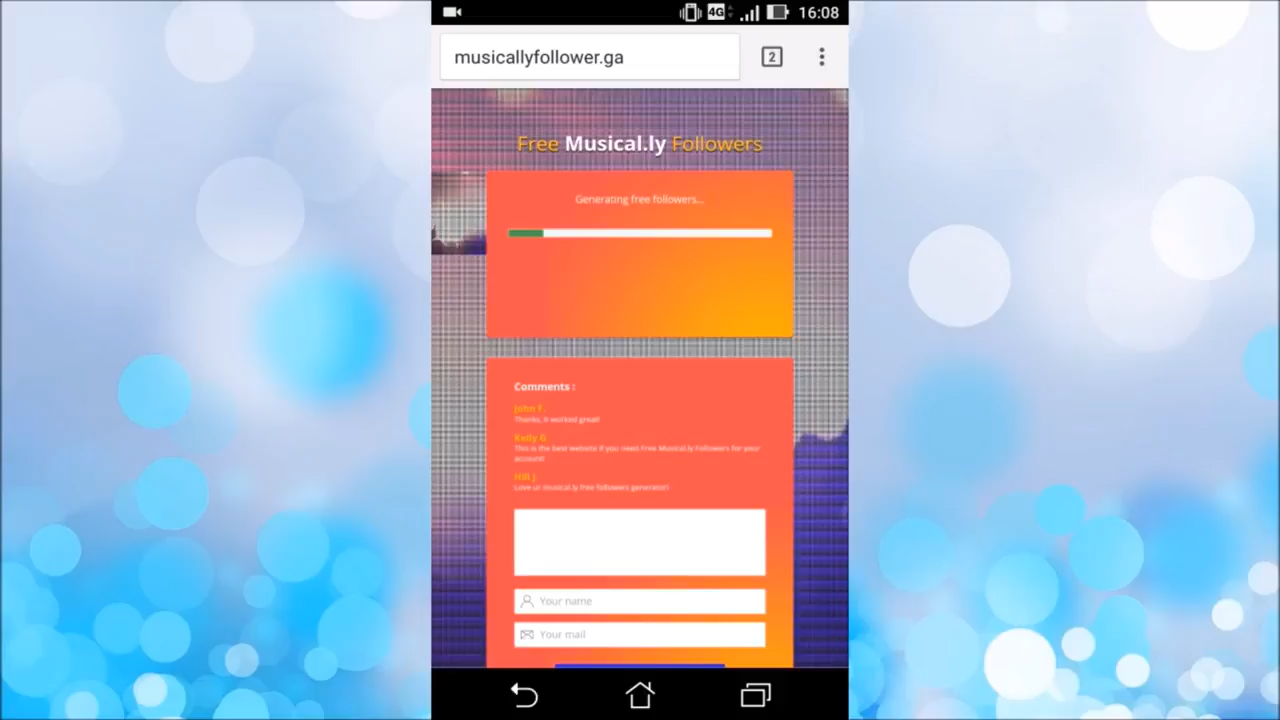 4G 16:08
musicallyfollower.ga 2
Free Musical.ly Followers
Generating free followers...
Comments :
John F.
Thanks, it worked great!
Kelly G.
This is the best website if you need Free Musical.ly Followers for your
account!
Hill J.
Love ur musical.ly free followers generator!
Your name
Your mail